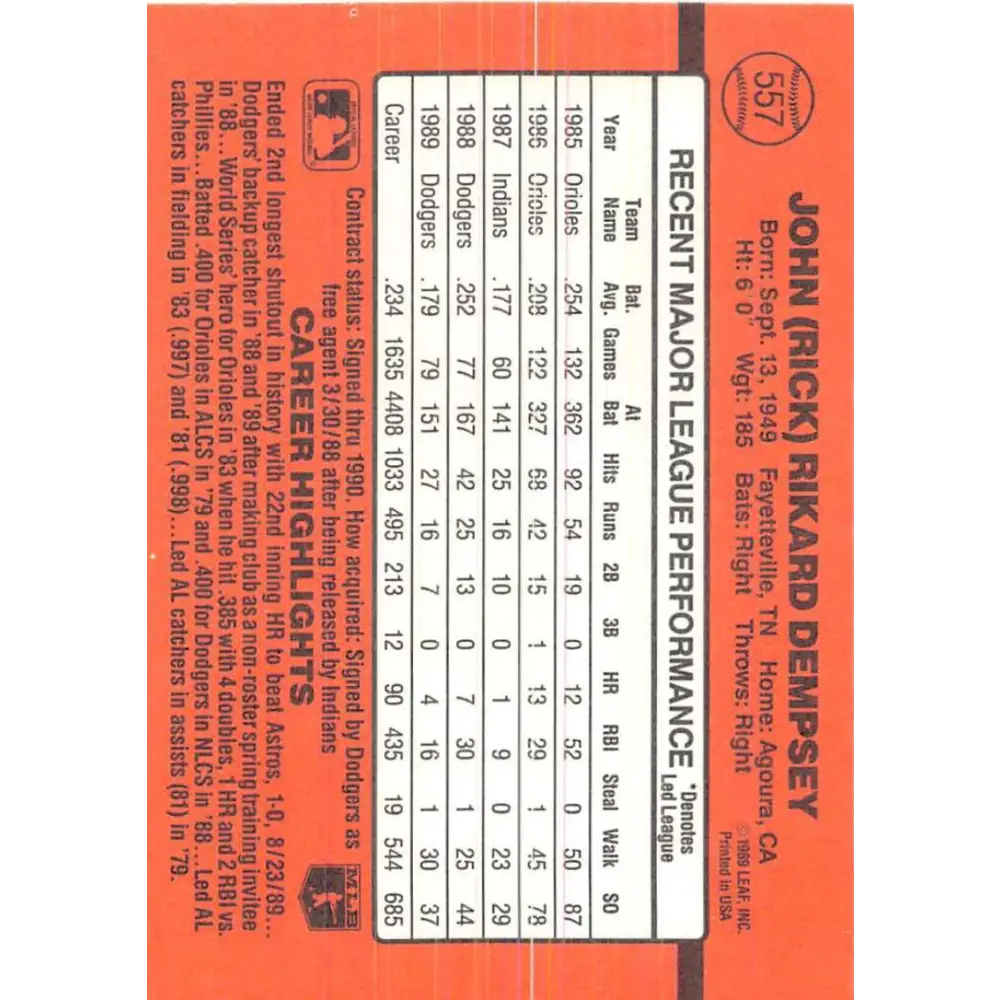 557
JOHN (RICK) RIKARD DEMPSEY
Born: Sept. 13, 1949 Fayetteville, TN Home: Agoura, CA
Ht: 6'0" Wgt: 185 Bats: Right Throws: Right
© 1989 LEAF, INC.
Printed in USA
RECENT MAJOR LEAGUE PERFORMANCE *Denotes Led League
Year Team Name Bat. Avg. Games At Bat Hits Runs 2B 3B HR RBI Steal Walk SO
1985 Orioles .254 132 362 92 54 19 0 12 52 0 50 87
1986 Orioles .208 122 327 68 42 15 1 13 29 1 45 78
1987 Indians .177 60 141 25 16 10 0 1 9 0 23 29
1988 Dodgers .252 77 167 42 25 13 0 7 30 1 25 44
1989 Dodgers .179 79 151 27 16 7 0 4 16 1 30 37
Career .234 1635 4408 1033 495 213 12 90 435 19 544 685
Contract status: Signed thru 1990. How acquired: Signed by Dodgers as
free agent 3/30/88 after being released by Indians
MLB
CAREER HIGHLIGHTS
Ended 2nd longest shutout in history with 22nd inning HR to beat Astros, 1-0, 8/23/89...
Dodgers' backup catcher in '88 and '89 after making club as a non-roster spring training invitee
in '88...World Series' hero for Orioles in '83 when he hit .385 with 4 doubles, 1 HR and 2 RBI vs.
Phillies...Batted .400 for Orioles in ALCS in '79 and .400 for Dodgers in NLCS in '88...Led AL
catchers in fielding in '83 (.997) and '81 (.998)...Led AL catchers in assists (81) in '79.